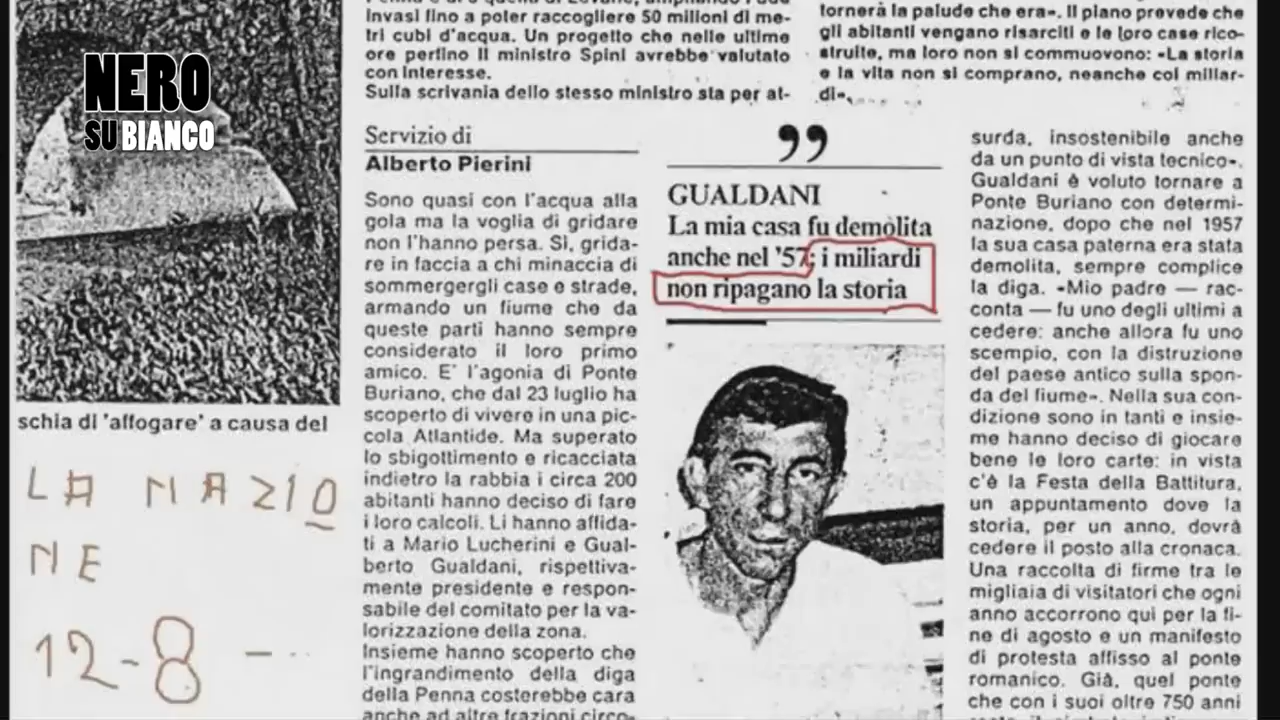 NERO
SU BIANCO
invasi fino a poter raccogliere 50 milioni di me-
tri cubi d'acqua. Un progetto che nelle ultime
ore perfino il ministro Spini avrebbe valutato
con interesse.
Sulla scrivania dello stesso ministro sta per at-
tornerà la palude che era». Il piano prevede che
gli abitanti vengano risarciti e le loro case rico-
struite, ma loro non si commuovono: «La storia
e la vita non si comprano, neanche coi miliar-
di».
schia di 'affogare' a causa del
LA NAZIO
NE
12-8 -
Servizio di
Alberto Pierini
Sono quasi con l'acqua alla
gola ma la voglia di gridare
non l'hanno persa. Sì, grida-
re in faccia a chi minaccia di
sommergergli case e strade,
armando un fiume che da
queste parti hanno sempre
considerato il loro primo
amico. E' l'agonia di Ponte
Buriano, che dal 23 luglio ha
scoperto di vivere in una pic-
cola Atlantide. Ma superato
lo sbigottimento e ricacciata
indietro la rabbia i circa 200
abitanti hanno deciso di fare
i loro calcoli. Li hanno affida-
ti a Mario Lucherini e Gual-
berto Gualdani, rispettiva-
mente presidente e respon-
sabile del comitato per la va-
lorizzazione della zona.
Insieme hanno scoperto che
l'ingrandimento della diga
della Penna costerebbe cara
anche ad altre frazioni circo-
”
GUALDANI
La mia casa fu demolita
anche nel '57; i miliardi
non ripagano la storia
surda, insostenibile anche
da un punto di vista tecnico».
Gualdani è voluto tornare a
Ponte Buriano con determi-
nazione, dopo che nel 1957
la sua casa paterna era stata
demolita, sempre complice
la diga. «Mio padre — rac-
conta — fu uno degli ultimi a
cedere: anche allora fu uno
scempio, con la distruzione
del paese antico sulla spon-
da del fiume». Nella sua con-
dizione sono in tanti e insie-
me hanno deciso di giocare
bene le loro carte: in vista
c'è la Festa della Battitura,
un appuntamento dove la
storia, per un anno, dovrà
cedere il posto alla cronaca.
Una raccolta di firme tra le
migliaia di visitatori che ogni
anno accorrono qui per la fi-
ne di agosto e un manifesto
di protesta affisso al ponte
romanico. Già, quel ponte
che con i suoi oltre 750 anni